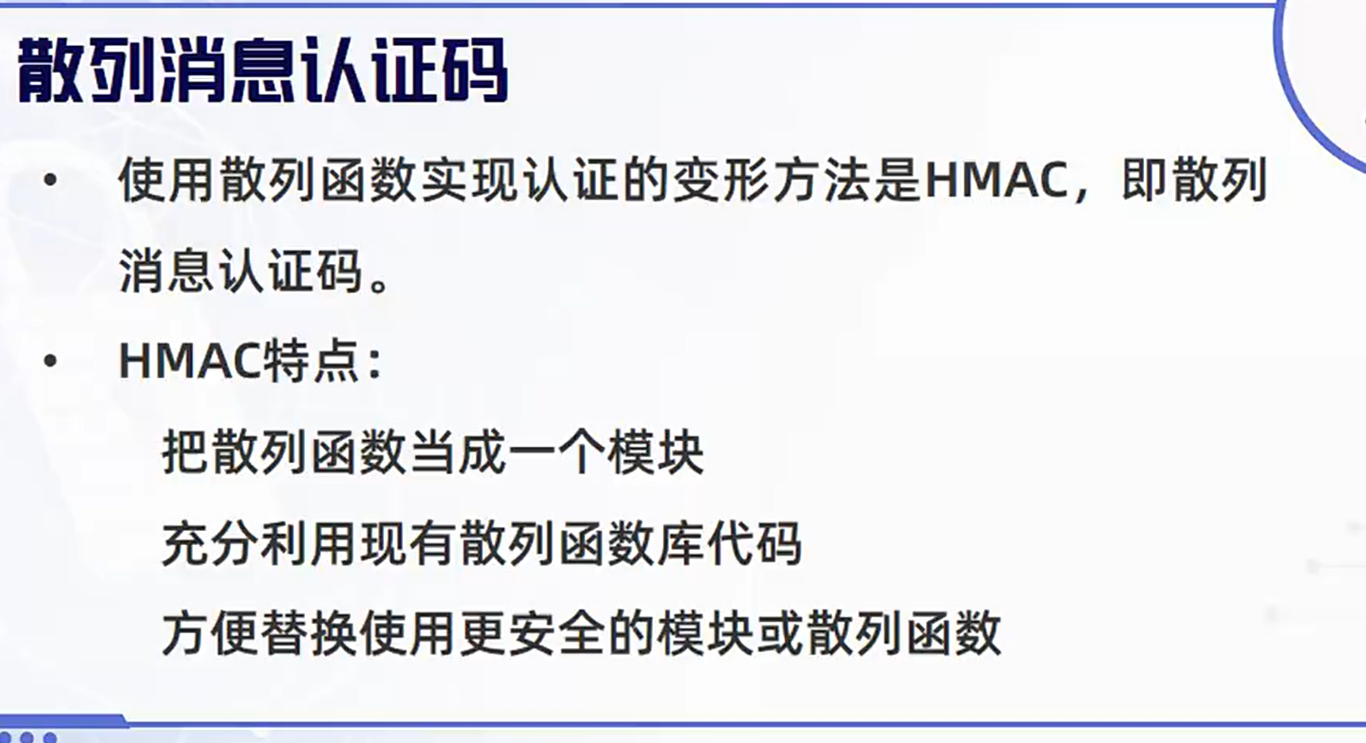 散列消息认证码
• 使用散列函数实现认证的变形方法是HMAC，即散列
消息认证码。
• HMAC特点：
把散列函数当成一个模块
充分利用现有散列函数库代码
方便替换使用更安全的模块或散列函数